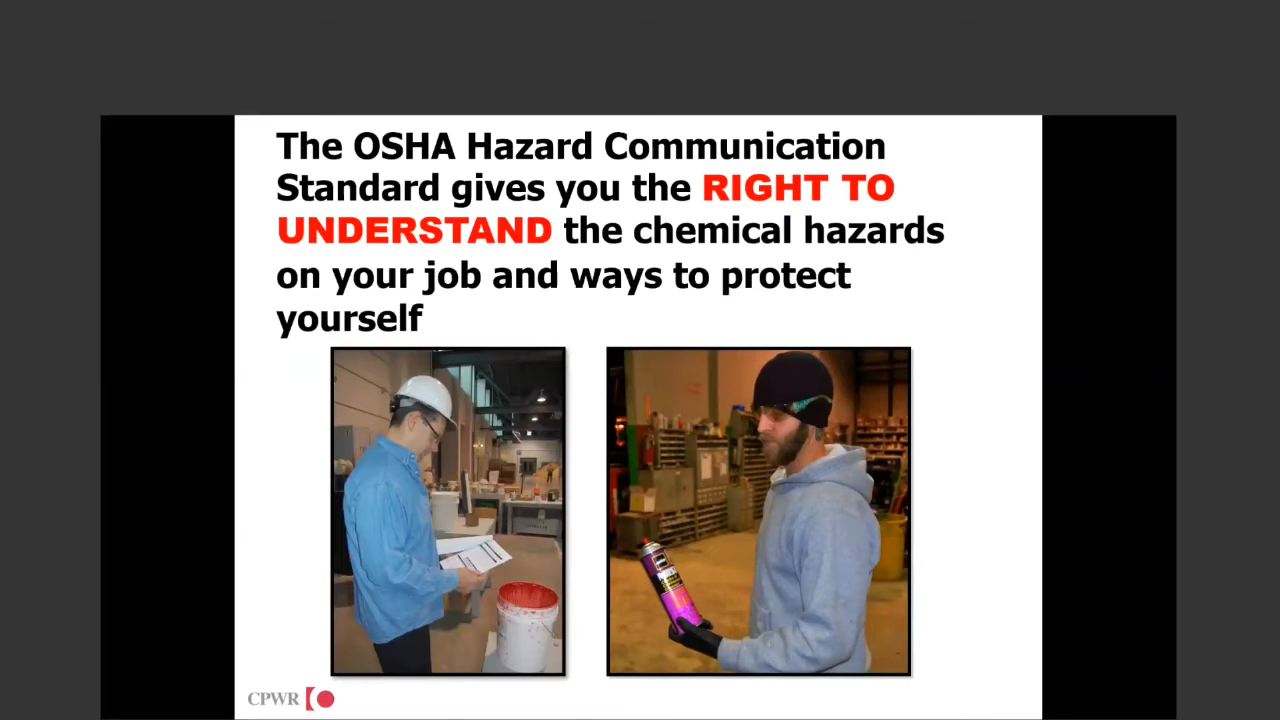 The OSHA Hazard Communication
Standard gives you the RIGHT TO
UNDERSTAND the chemical hazards
on your job and ways to protect
yourself
CPWR